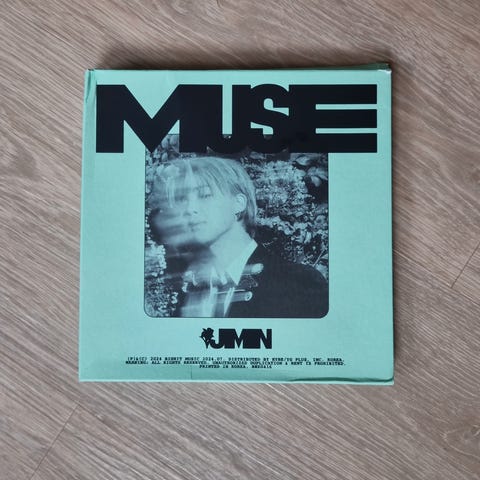 MUSE
JIMIN
(P)&(C) 2024 BIGHIT MUSIC 2024.07. DISTRIBUTED BY HYBE/YG PLUS, INC. KOREA.
WARNING: ALL RIGHTS RESERVED. UNAUTHORIZED DUPLICATION & RENT IS PROHIBITED.
PRINTED IN KOREA.